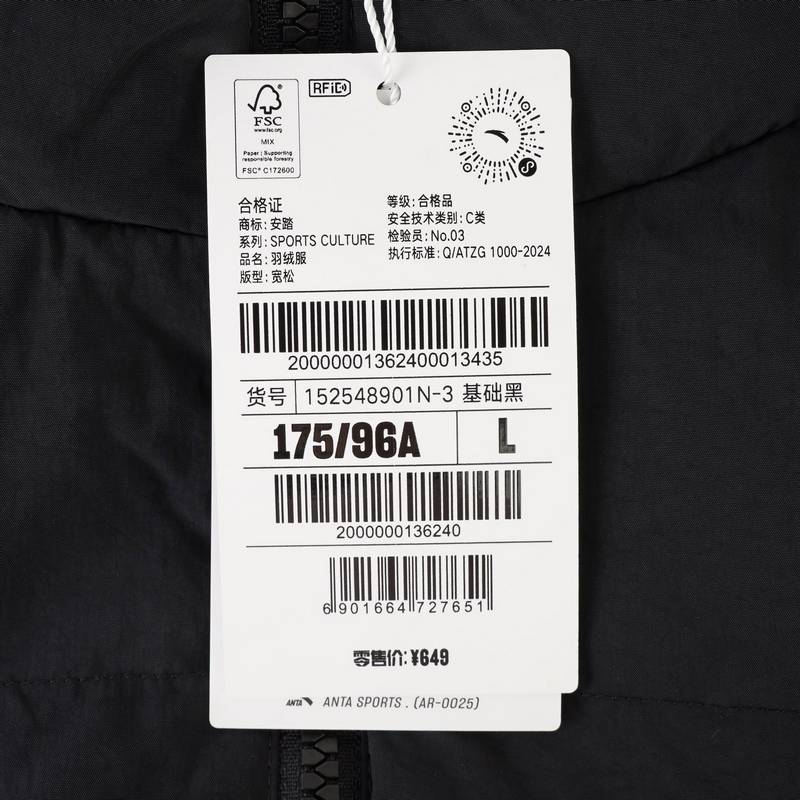 RFiD
FSC
www.fsc.org
MIX
Paper | Supporting
responsible forestry
FSC® C172600
合格证
商标: 安踏
系列: SPORTS CULTURE
品名: 羽绒服
版型: 宽松
等级: 合格品
安全技术类别: C类
检验员: No.03
执行标准: Q/ATZG 1000-2024
20000001362400013435
货号 152548901N-3 基础黑
175/96A L
2000000136240
6901664727651
零售价: ¥649
ANTA ANTA SPORTS . (AR-0025)